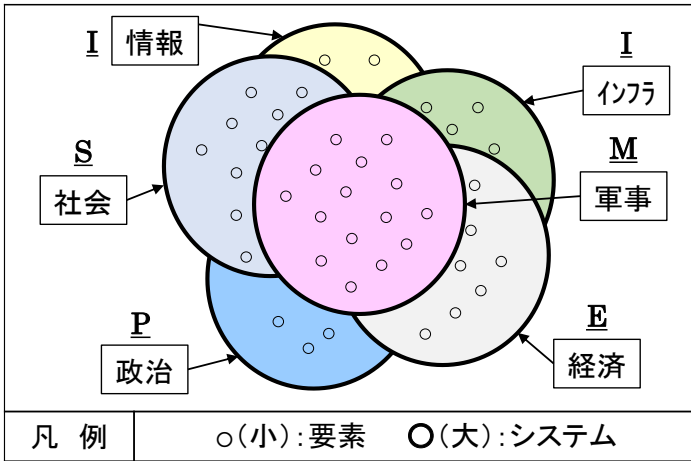 I 情報
I
インフラ
S
社会
M
軍事
P
政治
E
経済
凡 例
○(小):要素 ○(大):システム